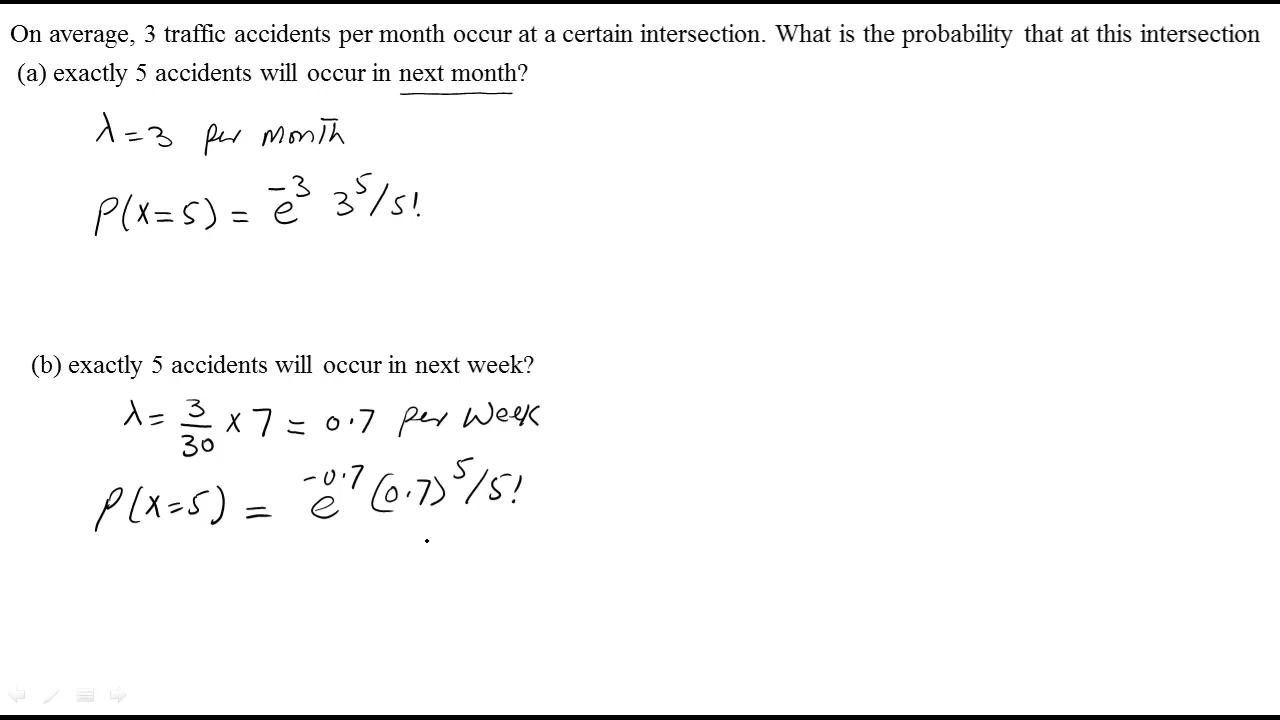 On average, 3 traffic accidents per month occur at a certain intersection. What is the probability that at this intersection
(a) exactly 5 accidents will occur in next month?
λ = 3 per month
P(X=5) = e^-3 3^5/5!
(b) exactly 5 accidents will occur in next week?
λ = 3/30 × 7 = 0.7 per week
P(X=5) = e^-0.7 (0.7)^5/5!